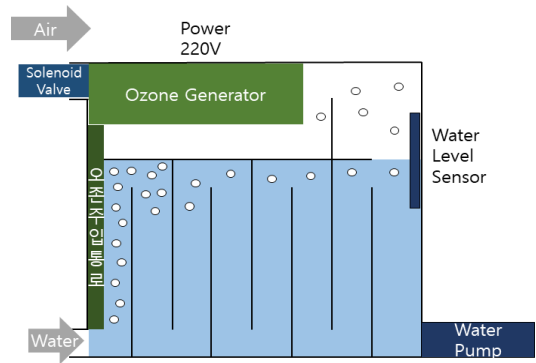 Air
Power
220V
Solenoid
Valve
Ozone Generator
Water
Level
Sensor
오존주입통로
Water
Water
Pump